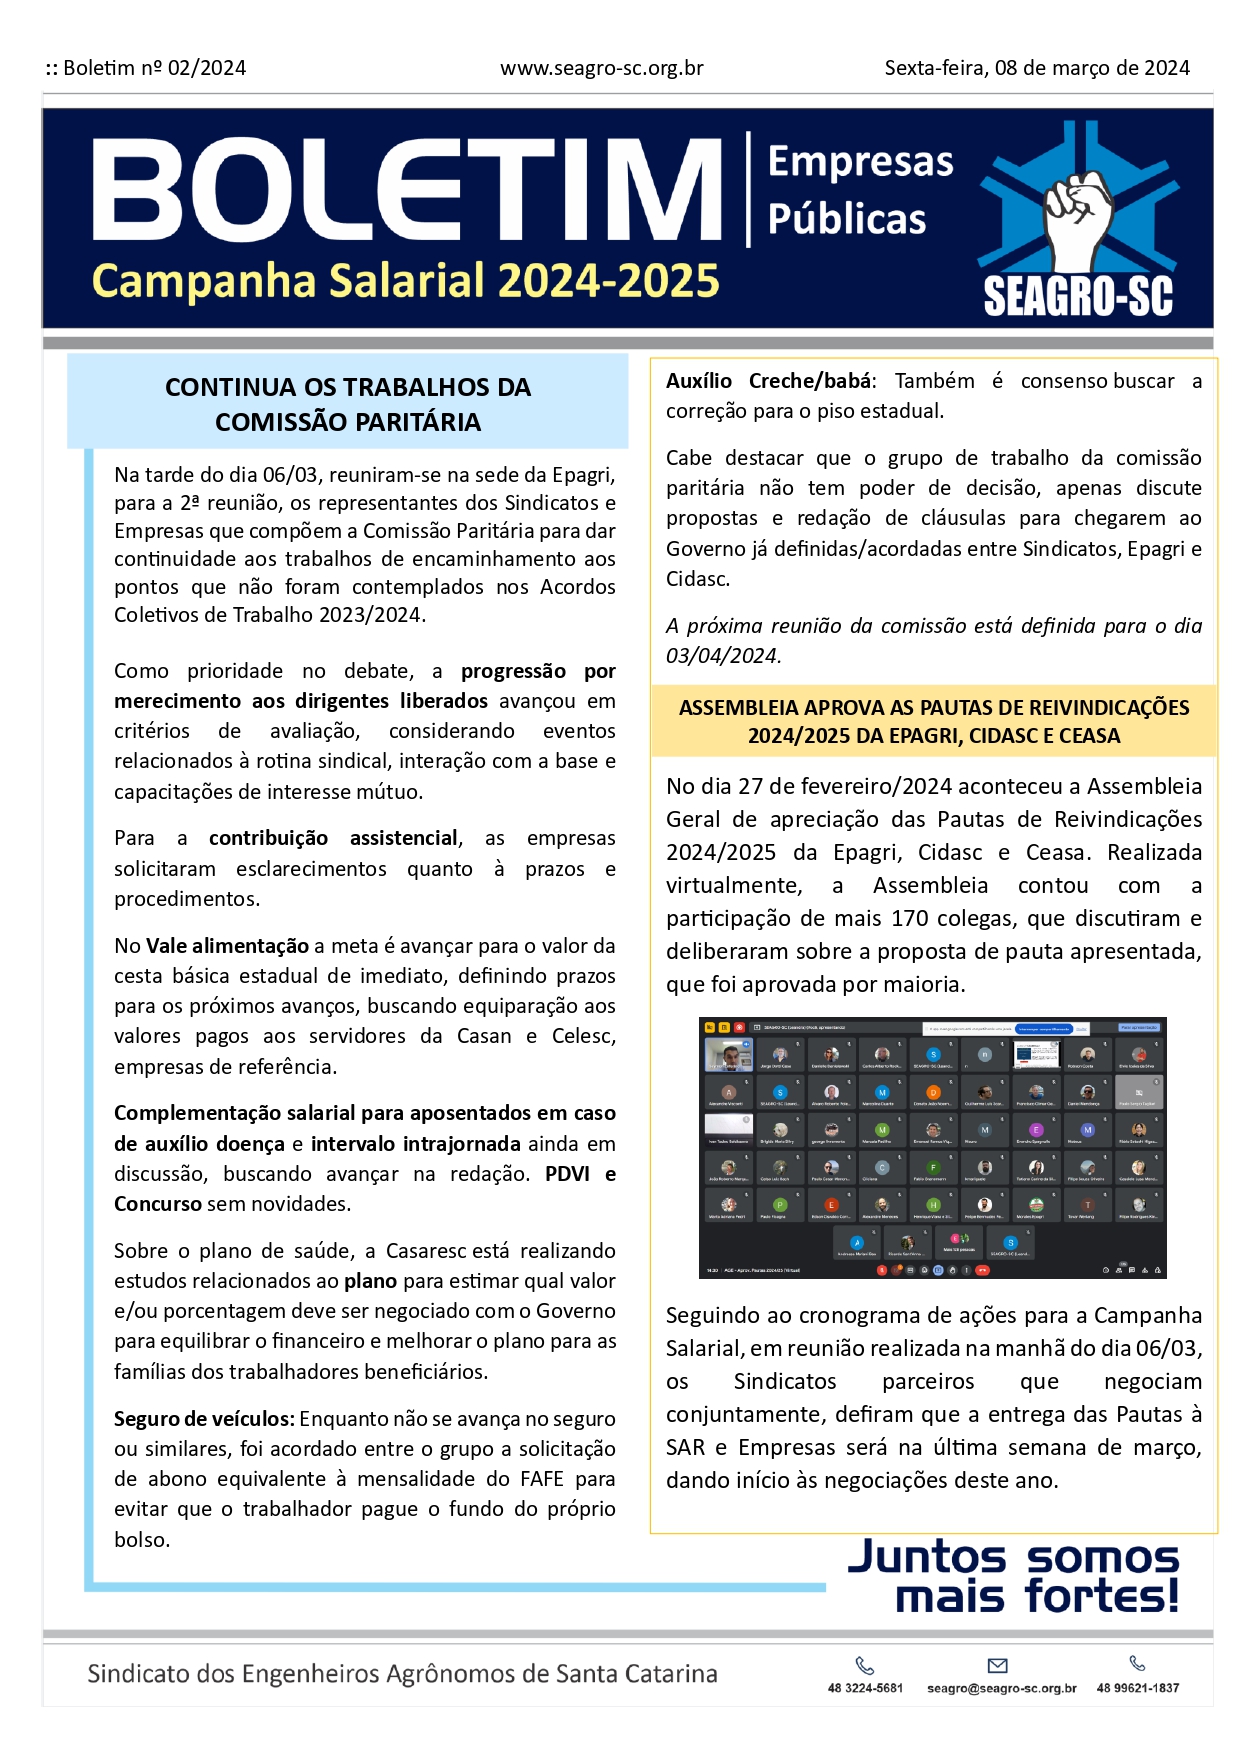 :: Boletim nº 02/2024 www.seagro-sc.org.br Sexta-feira, 08 de março de 2024
BOLETIM
Empresas
Públicas
Campanha Salarial 2024-2025
SEAGRO-SC
CONTINUA OS TRABALHOS DA
COMISSÃO PARITÁRIA
Na tarde do dia 06/03, reuniram-se na sede da Epagri,
para a 2ª reunião, os representantes dos Sindicatos e
Empresas que compõem a Comissão Paritária para dar
continuidade aos trabalhos de encaminhamento aos
pontos que não foram contemplados nos Acordos
Coletivos de Trabalho 2023/2024.
Como prioridade no debate, a progressão por
merecimento aos dirigentes liberados avançou em
critérios de avaliação, considerando eventos
relacionados à rotina sindical, interação com a base e
capacitações de interesse mútuo.
Para a contribuição assistencial, as empresas
solicitaram esclarecimentos quanto à prazos e
procedimentos.
No Vale alimentação a meta é avançar para o valor da
cesta básica estadual de imediato, definindo prazos
para os próximos avanços, buscando equiparação aos
valores pagos aos servidores da Casan e Celesc,
empresas de referência.
Complementação salarial para aposentados em caso
de auxílio doença e intervalo intrajornada ainda em
discussão, buscando avançar na redação. PDVI e
Concurso sem novidades.
Sobre o plano de saúde, a Casaresc está realizando
estudos relacionados ao plano para estimar qual valor
e/ou porcentagem deve ser negociado com o Governo
para equilibrar o financeiro e melhorar o plano para as
famílias dos trabalhadores beneficiários.
Seguro de veículos: Enquanto não se avança no seguro
ou similares, foi acordado entre o grupo a solicitação
de abono equivalente à mensalidade do FAFE para
evitar que o trabalhador pague o fundo do próprio
bolso.
Auxílio Creche/babá: Também é consenso buscar a
correção para o piso estadual.
Cabe destacar que o grupo de trabalho da comissão
paritária não tem poder de decisão, apenas discute
propostas e redação de cláusulas para chegarem ao
Governo já definidas/acordadas entre Sindicatos, Epagri e
Cidasc.
A próxima reunião da comissão está definida para o dia
03/04/2024.
ASSEMBLEIA APROVA AS PAUTAS DE REIVINDICAÇÕES
2024/2025 DA EPAGRI, CIDASC E CEASA
No dia 27 de fevereiro/2024 aconteceu a Assembleia
Geral de apreciação das Pautas de Reivindicações
2024/2025 da Epagri, Cidasc e Ceasa. Realizada
virtualmente, a Assembleia contou com a
participação de mais 170 colegas, que discutiram e
deliberaram sobre a proposta de pauta apresentada,
que foi aprovada por maioria.
Seguindo ao cronograma de ações para a Campanha
Salarial, em reunião realizada na manhã do dia 06/03,
os Sindicatos parceiros que negociam
conjuntamente, defiram que a entrega das Pautas à
SAR e Empresas será na última semana de março,
dando início às negociações deste ano.
Juntos somos
mais fortes!
Sindicato dos Engenheiros Agrônomos de Santa Catarina
48 3224-5681 seagro@seagro-sc.org.br 48 99621-1837